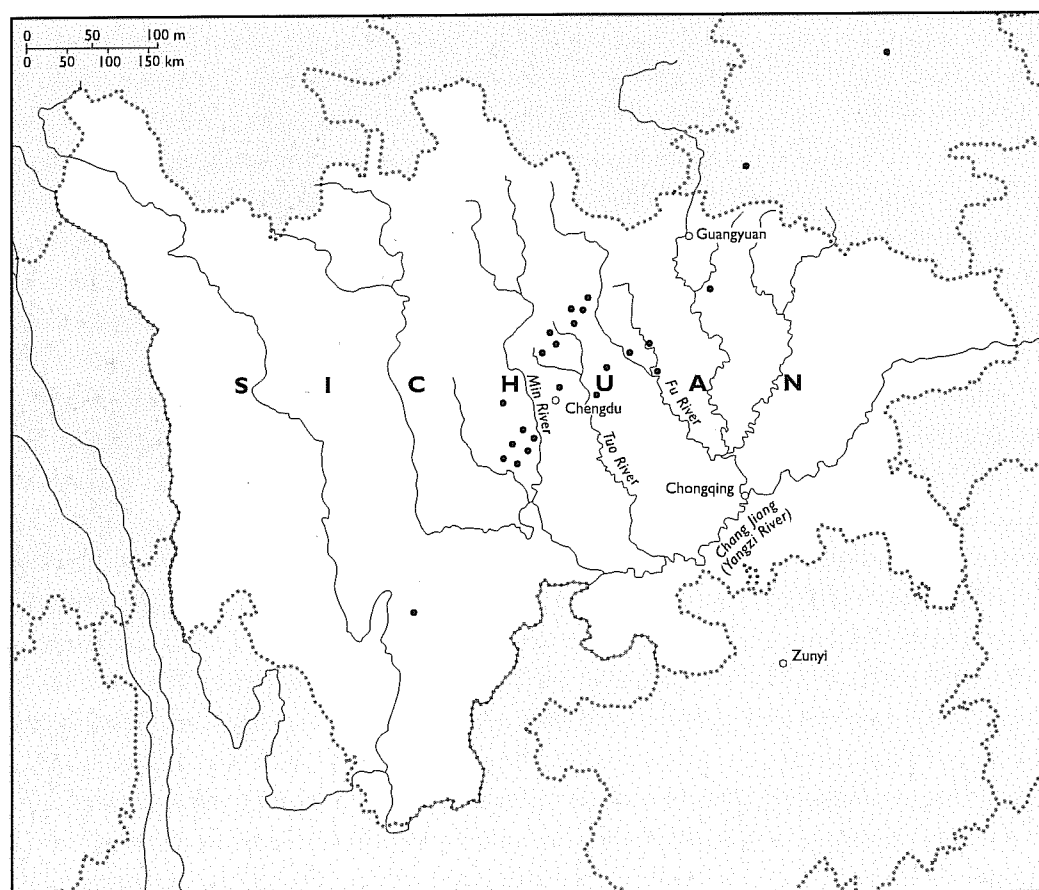 0 50 100 m
0 50 100 150 km
Guangyuan
S I C H U A N
Min River
Chengdu
Fu River
Tuo River
Chongqing
Chang Jiang
(Yangzi River)
Zunyi